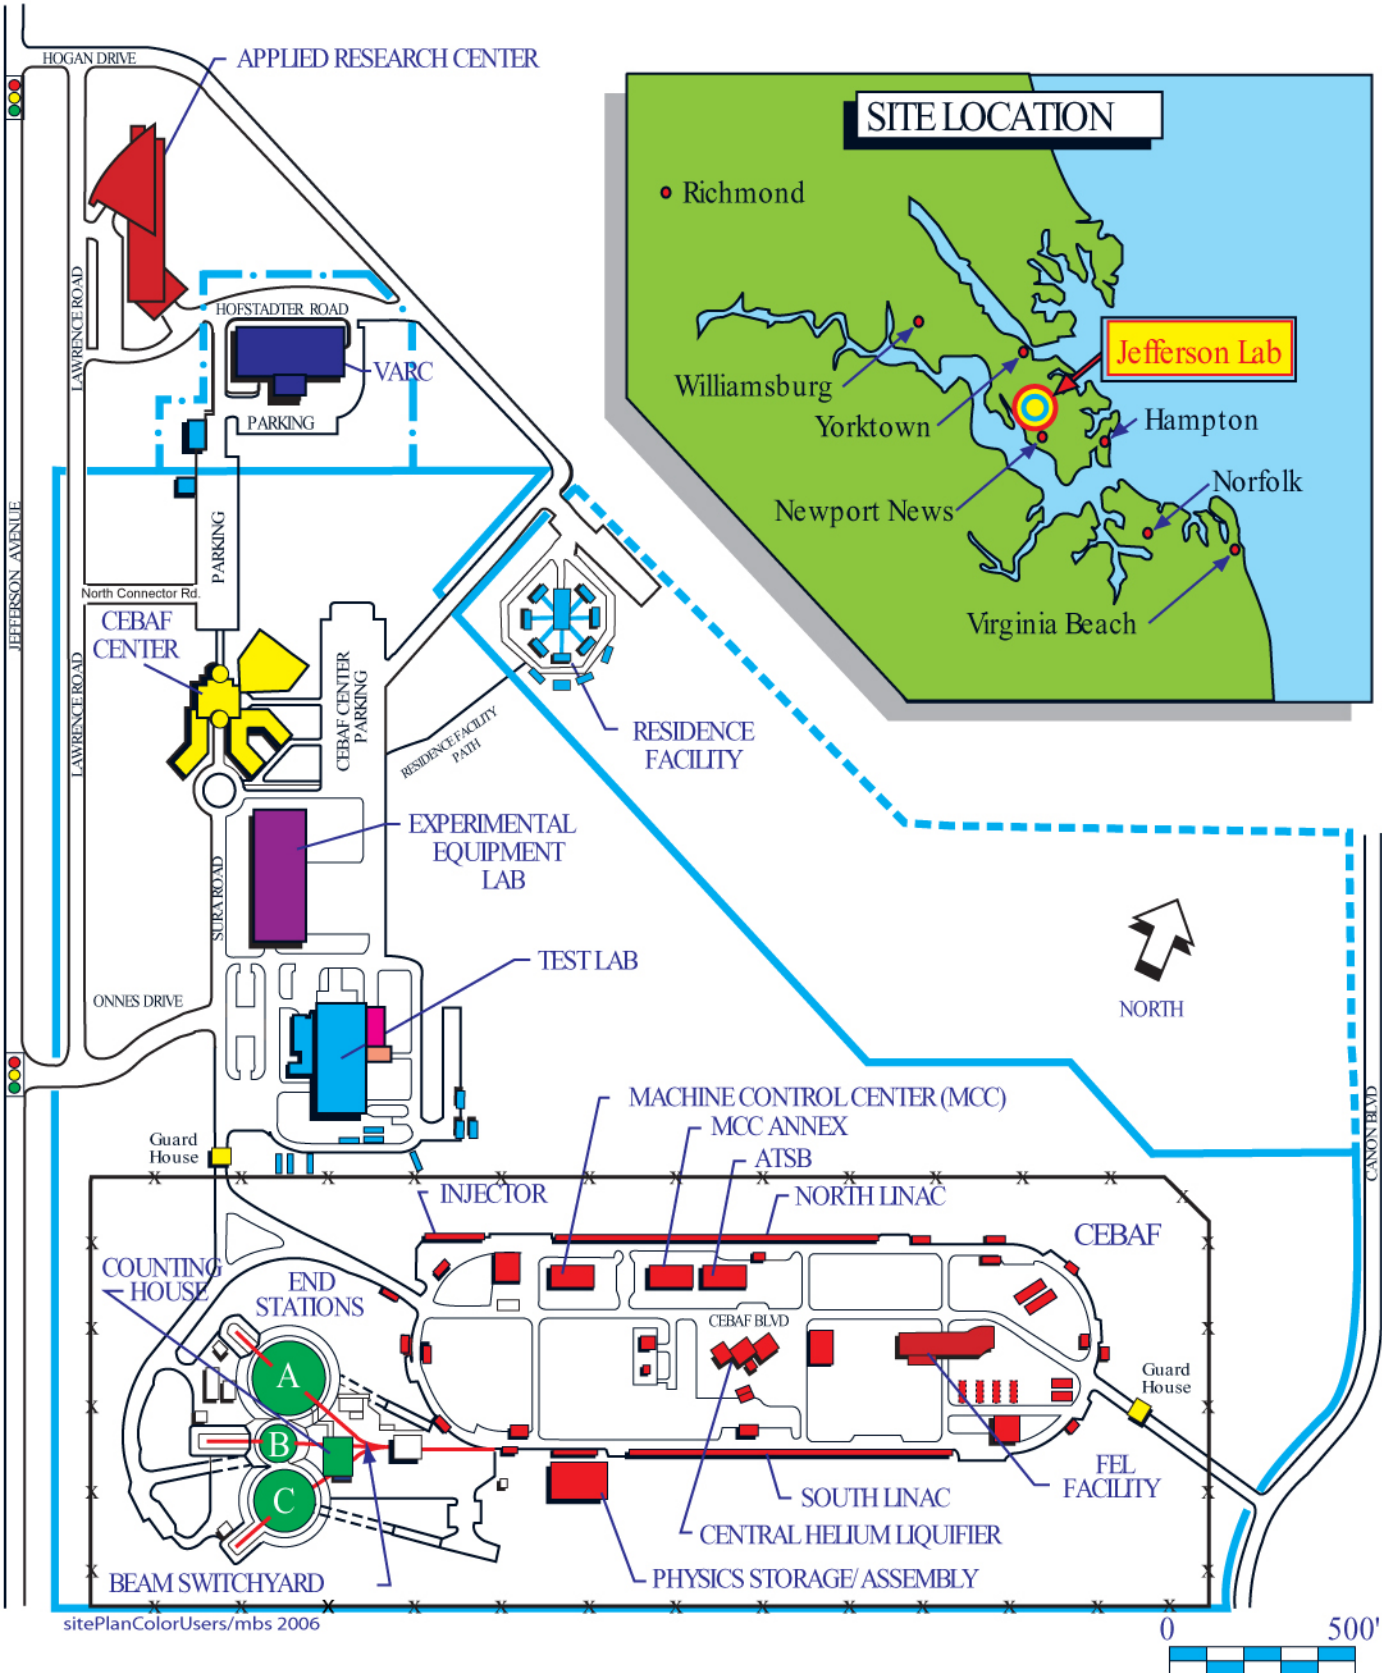 HOGAN DRIVE
APPLIED RESEARCH CENTER
SITE LOCATION
Richmond
LAWRENCE ROAD
HOFSTADTER ROAD
VARC
PARKING
Jefferson Lab
Williamsburg
Yorktown
Hampton
Newport News
Norfolk
Virginia Beach
JEFFERSON AVENUE
PARKING
North Connector Rd.
CEBAF
CENTER
LAWRENCE ROAD
CEBAF CENTER
PARKING
RESIDENCE FACILITY
PATH
RESIDENCE
FACILITY
EXPERIMENTAL
EQUIPMENT
LAB
SURA ROAD
TEST LAB
ONNES DRIVE
NORTH
CANON BLVD
Guard
House
MACHINE CONTROL CENTER (MCC)
MCC ANNEX
ATSB
INJECTOR
NORTH LINAC
CEBAF
COUNTING
HOUSE
END
STATIONS
CEBAF BLVD
A
B
C
Guard
House
FEL
FACILITY
SOUTH LINAC
CENTRAL HELIUM LIQUIFIER
PHYSICS STORAGE/ ASSEMBLY
BEAM SWITCHYARD
sitePlanColorUsers/mbs 2006
0 500'